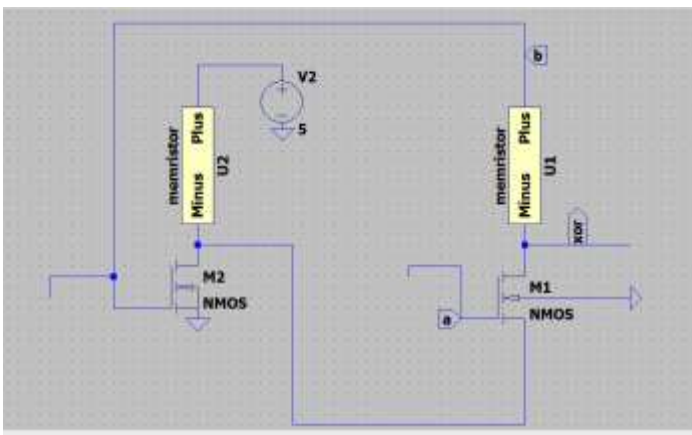 b
V2
5
memristor
Plus
Minus
U2
memristor
Plus
Minus
U1
xor
M2
NMOS
M1
NMOS
a